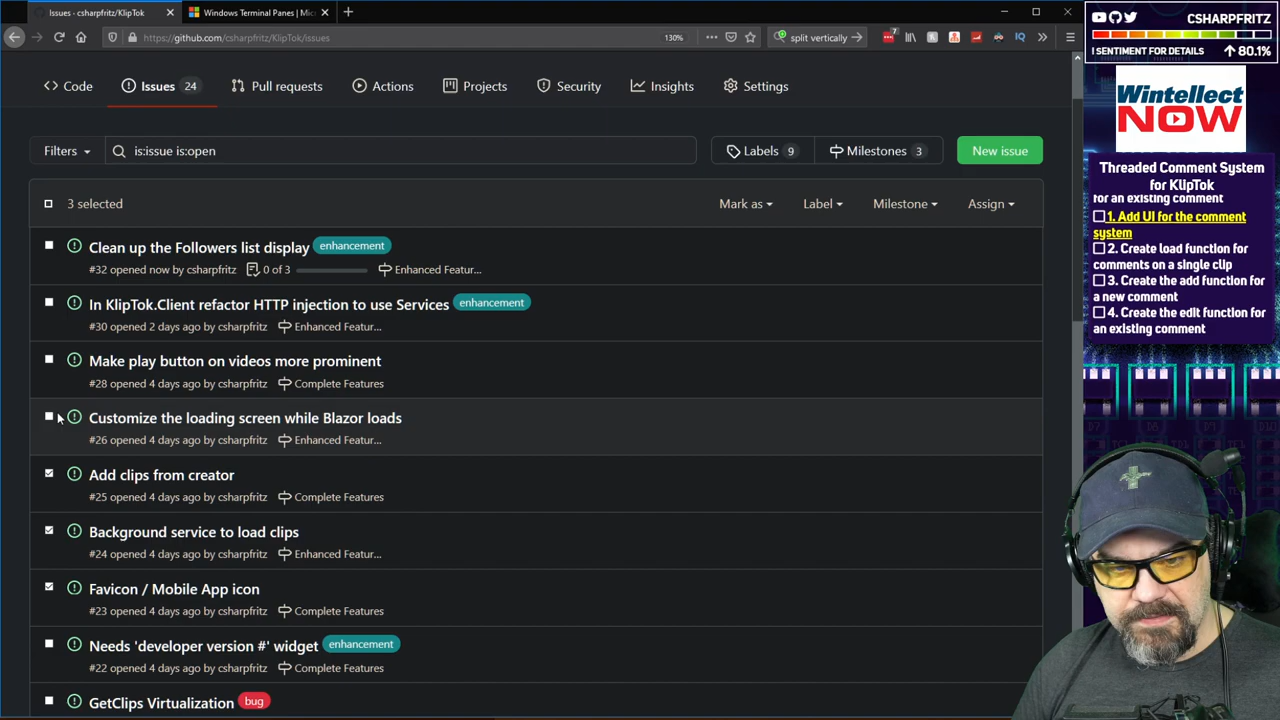 Issues - csharpfritz/KlipTok
Windows Terminal Panes | Micr
https://github.com/csharpfritz/KlipTok/issues
130%
split vertically
7
IQ
CSHARPFRITZ
! SENTIMENT FOR DETAILS
80.1%
Code
Issues 24
Pull requests
Actions
Projects
Security
Insights
Settings
Wintellect
NOW
Filters
is:issue is:open
Labels 9
Milestones 3
New issue
Threaded Comment System
for KlipTok
for an existing comment
1. Add UI for the comment
system
2. Create load function for
comments on a single clip
3. Create the add function for
a new comment
4. Create the edit function for
an existing comment
3 selected
Mark as
Label
Milestone
Assign
Clean up the Followers list display enhancement
#32 opened now by csharpfritz 0 of 3 Enhanced Featur...
In KlipTok.Client refactor HTTP injection to use Services enhancement
#30 opened 2 days ago by csharpfritz Enhanced Featur...
Make play button on videos more prominent
#28 opened 4 days ago by csharpfritz Complete Features
Customize the loading screen while Blazor loads
#26 opened 4 days ago by csharpfritz Enhanced Featur...
Add clips from creator
#25 opened 4 days ago by csharpfritz Complete Features
Background service to load clips
#24 opened 4 days ago by csharpfritz Enhanced Featur...
Favicon / Mobile App icon
#23 opened 4 days ago by csharpfritz Complete Features
Needs 'developer version #' widget enhancement
#22 opened 4 days ago by csharpfritz Complete Features
GetClips Virtualization bug